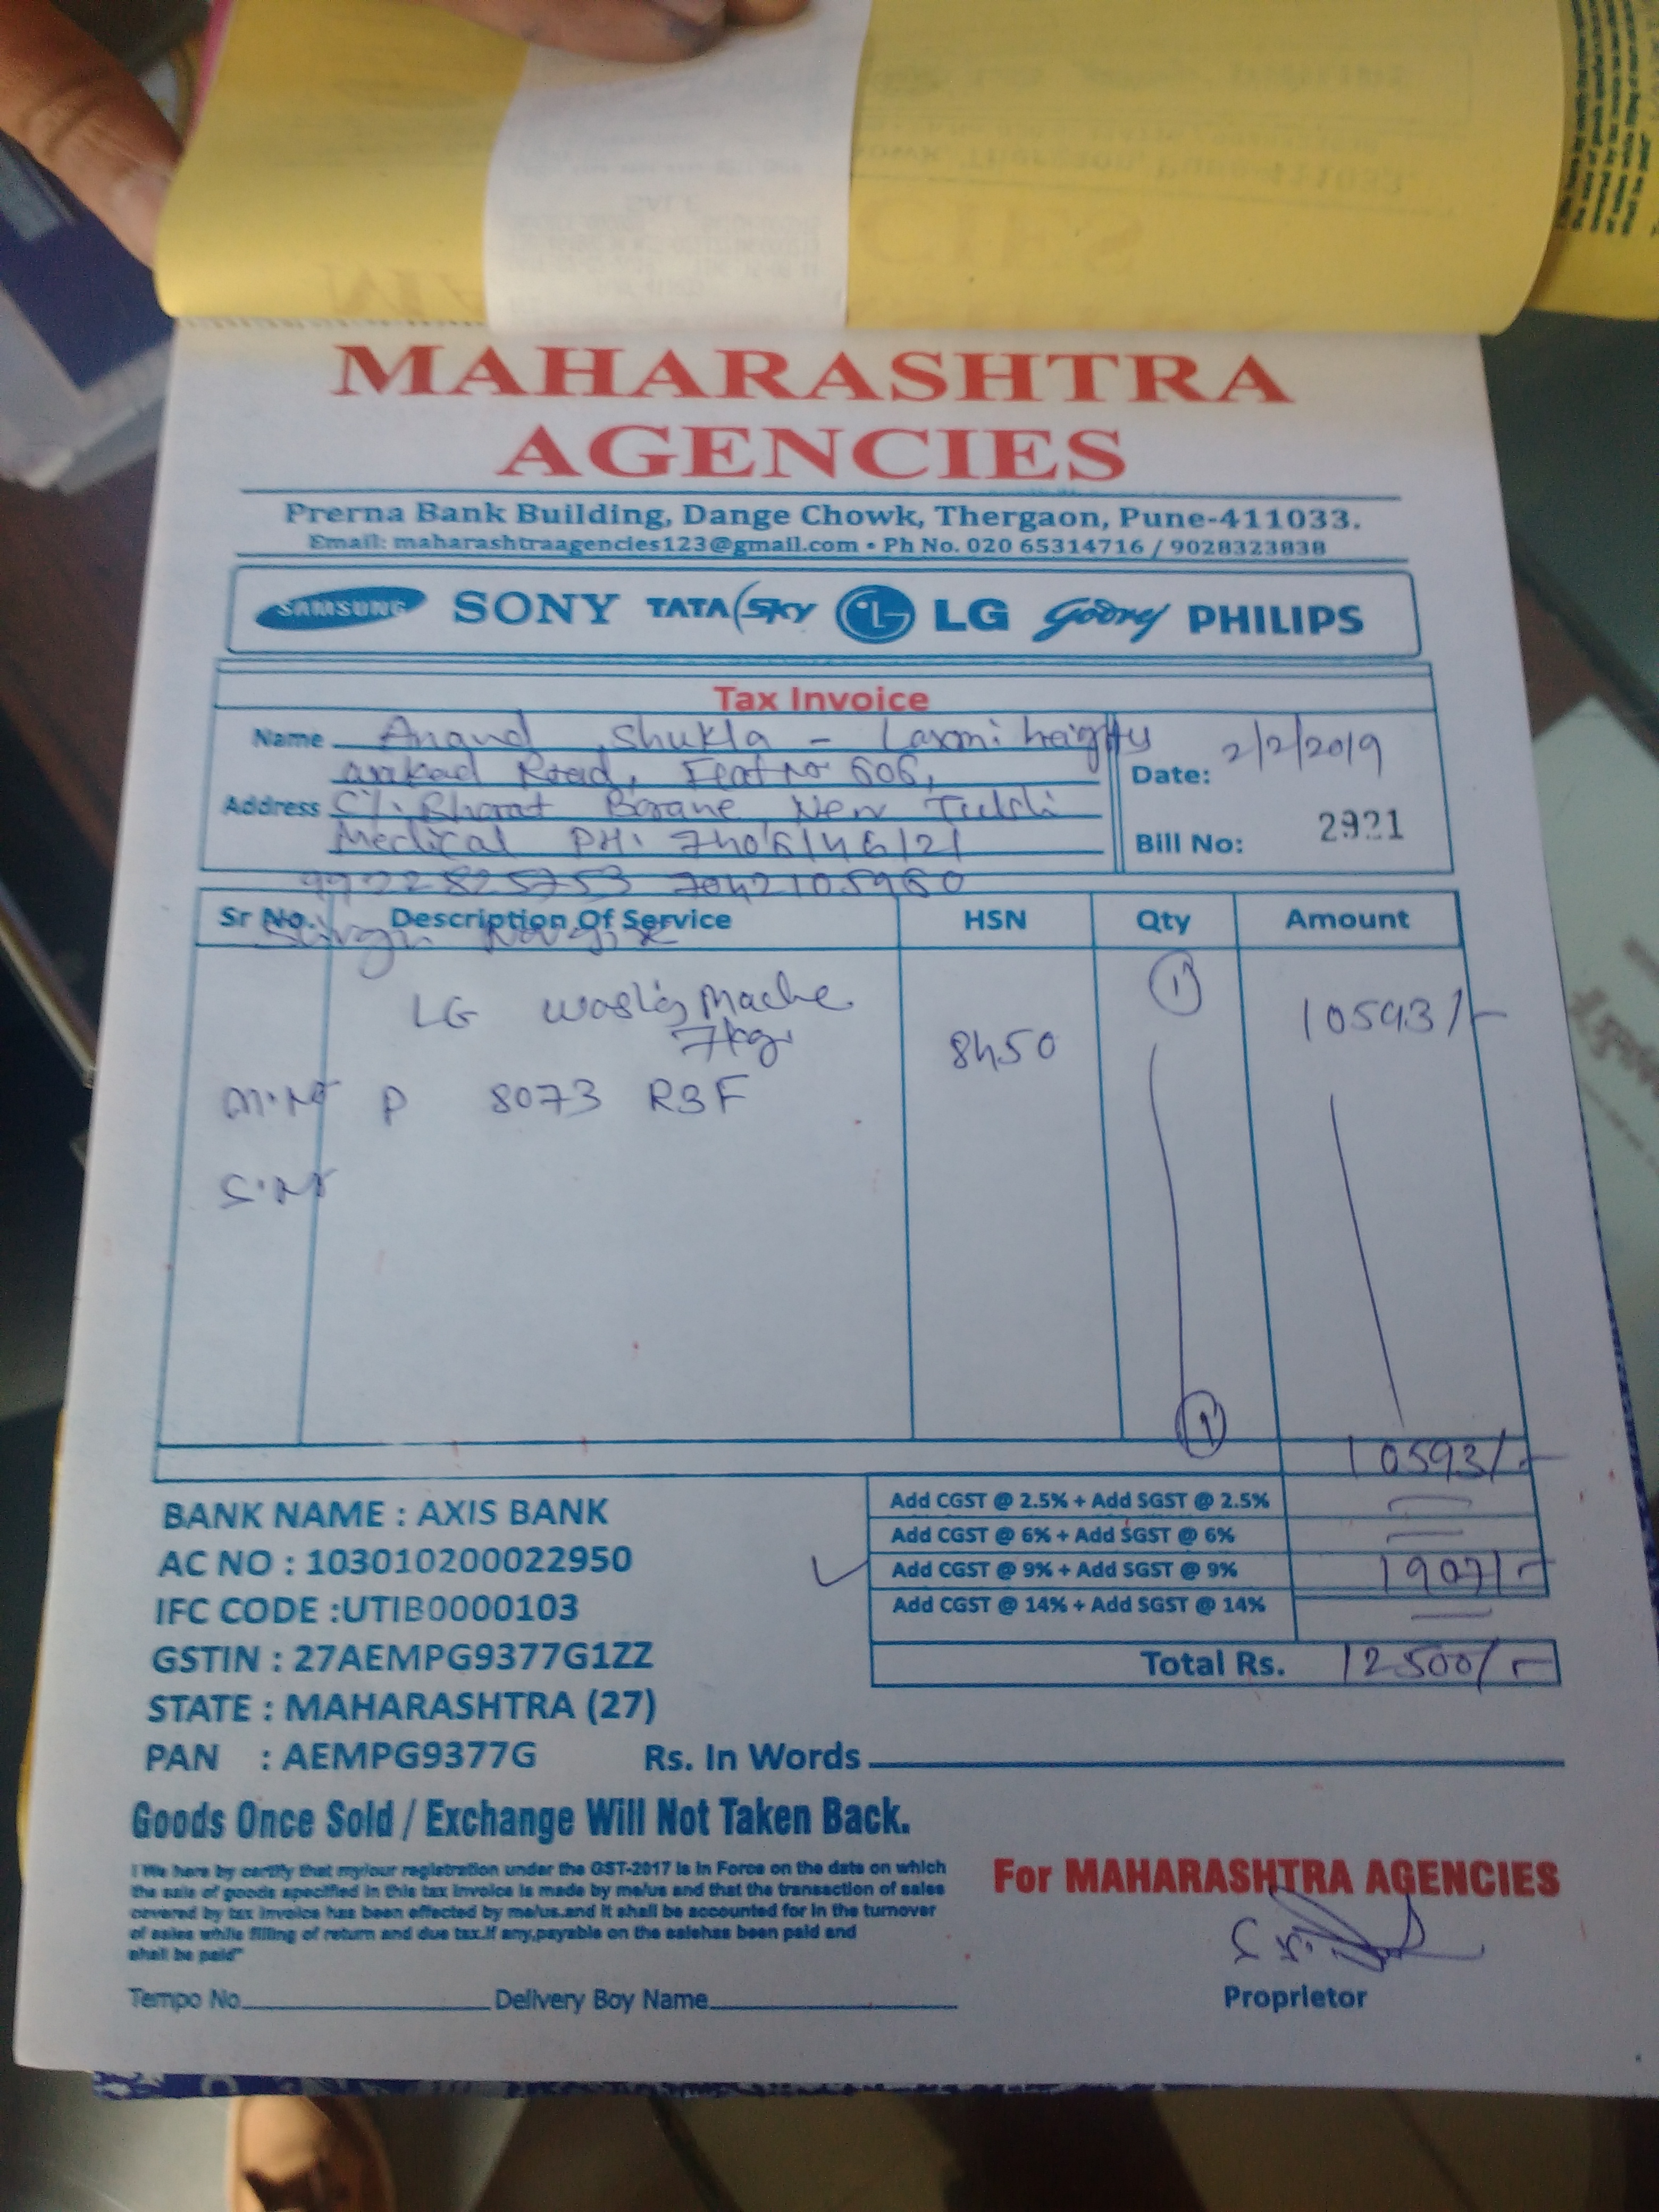 MAHARASHTRA
AGENCIES
Prerna Bank Building, Dange Chowk, Thergaon, Pune-411033.
Email: maharashtraagencies123@gmail.com • Ph No. 020 65314716 / 9028323838
SAMSUNG SONY TATA SKY LG Godrej PHILIPS
Tax Invoice
Name Anand Shukla - Laxmi heights
Road, Flat No 606,
Date: 2/2/2019
Address C/. Bharat Borane New Tulsi
Medical PH: 7406146121
Bill No: 2921
9922825753 7042105960
Sr No. Description Of Service HSN Qty Amount
LG 1 10593/-
7kg. 8450
M.No P 8073 R3F
S.No
1
10593/-
BANK NAME : AXIS BANK
AC NO : 103010200022950
IFC CODE :UTIB0000103
GSTIN : 27AEMPG9377G1ZZ
STATE : MAHARASHTRA (27)
PAN : AEMPG9377G
Add CGST @ 2.5% + Add SGST @ 2.5%
Add CGST @ 6% + Add SGST @ 6%
Add CGST @ 9% + Add SGST @ 9% 1907/-
Add CGST @ 14% + Add SGST @ 14%
Total Rs. 12500/-
Rs. In Words
Goods Once Sold / Exchange Will Not Taken Back.
I We here by certify that my/our registration under the GST-2017 is in Force on the date on which
the sale of goods specified in this tax invoice is made by me/us and that the transaction of sales
covered by tax invoice has been effected by me/us.and it shall be accounted for in the turnover
of sales while filling of return and due tax.if any,payable on the salehas been paid and
shall be paid"
For MAHARASHTRA AGENCIES
Tempo No. Delivery Boy Name
Proprietor